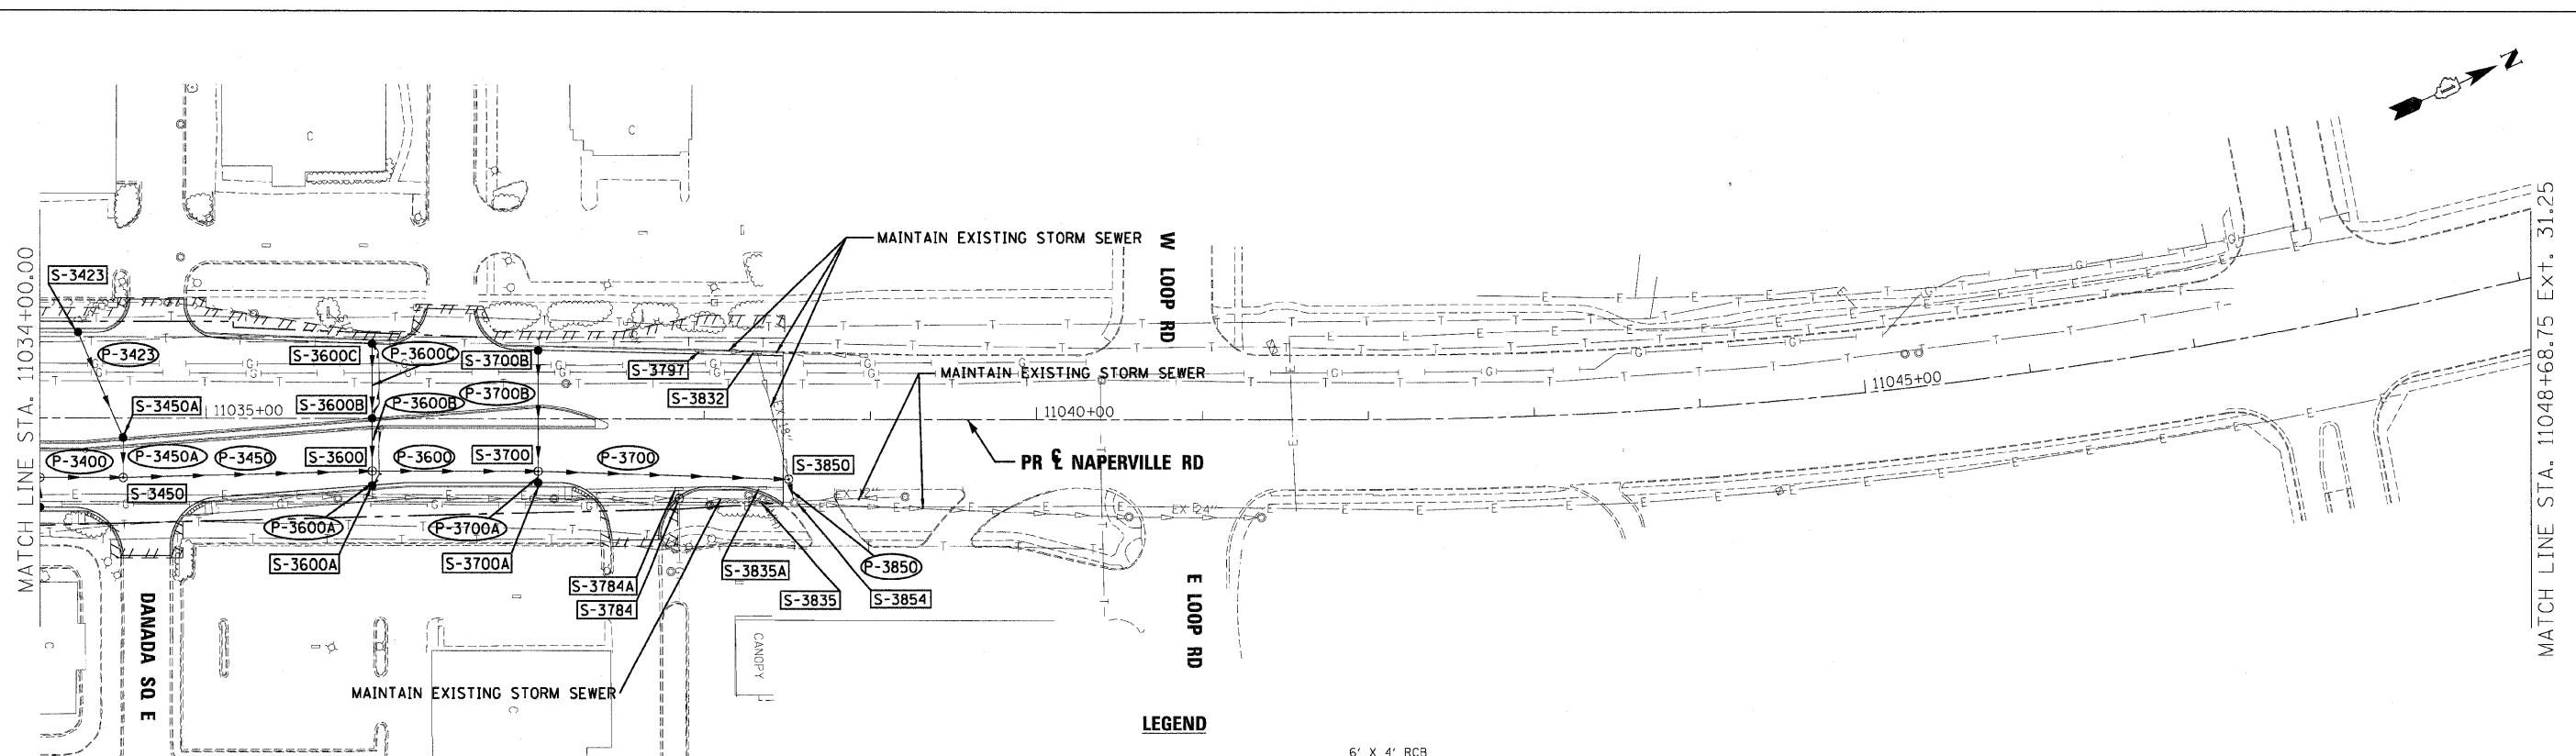 N
MATCH LINE STA. 11034+00.00
MATCH LINE STA. 11048+68.75 Ext. 31.25
C
C
MAINTAIN EXISTING STORM SEWER
W LOOP RD
S-3423
P-3423
S-3600C
P-3600C
S-3700B
S-3797
MAINTAIN EXISTING STORM SEWER
S-3832
P-3700B
S-3450A
11035+00
S-3600B
P-3600B
11040+00
11045+00
PR ℄ NAPERVILLE RD
P-3400
P-3450A
P-3450
S-3600
P-3600
S-3700
P-3700
S-3850
S-3450
EX 18"
EX 24"
P-3600A
P-3700A
S-3600A
S-3700A
S-3784A
S-3784
S-3835A
S-3835
P-3850
S-3854
DANADA SQ E
E LOOP RD
CANOPY
C
C
MAINTAIN EXISTING STORM SEWER
LEGEND
6' X 4' RCB